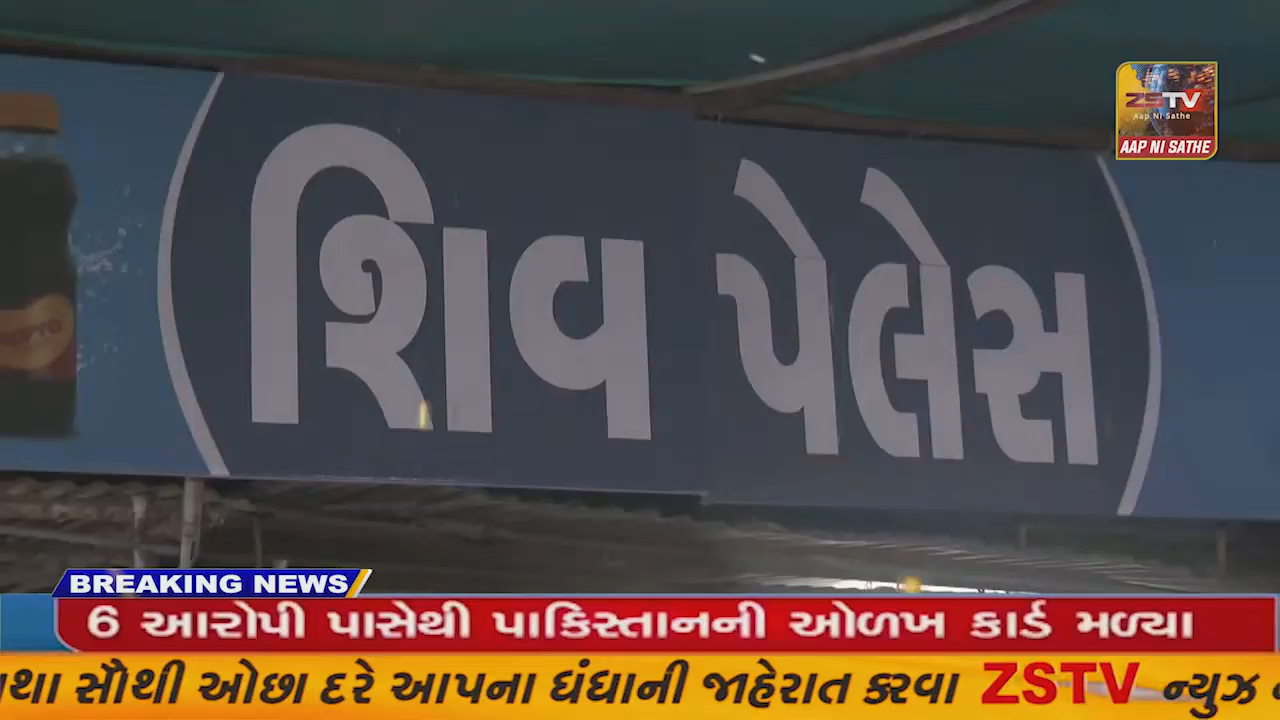 ZSTV
Aap Ni Sathe
AAP NI SATHE
શિવ પેલેસ
BREAKING NEWS
6 આરોપી પાસેથી પાકિસ્તાનની ઓળખ કાર્ડ મળ્યા
સૌથી ઓછા દરે આપના ધંધાની જાહેરાત કરવા ZSTV ન્યુઝ